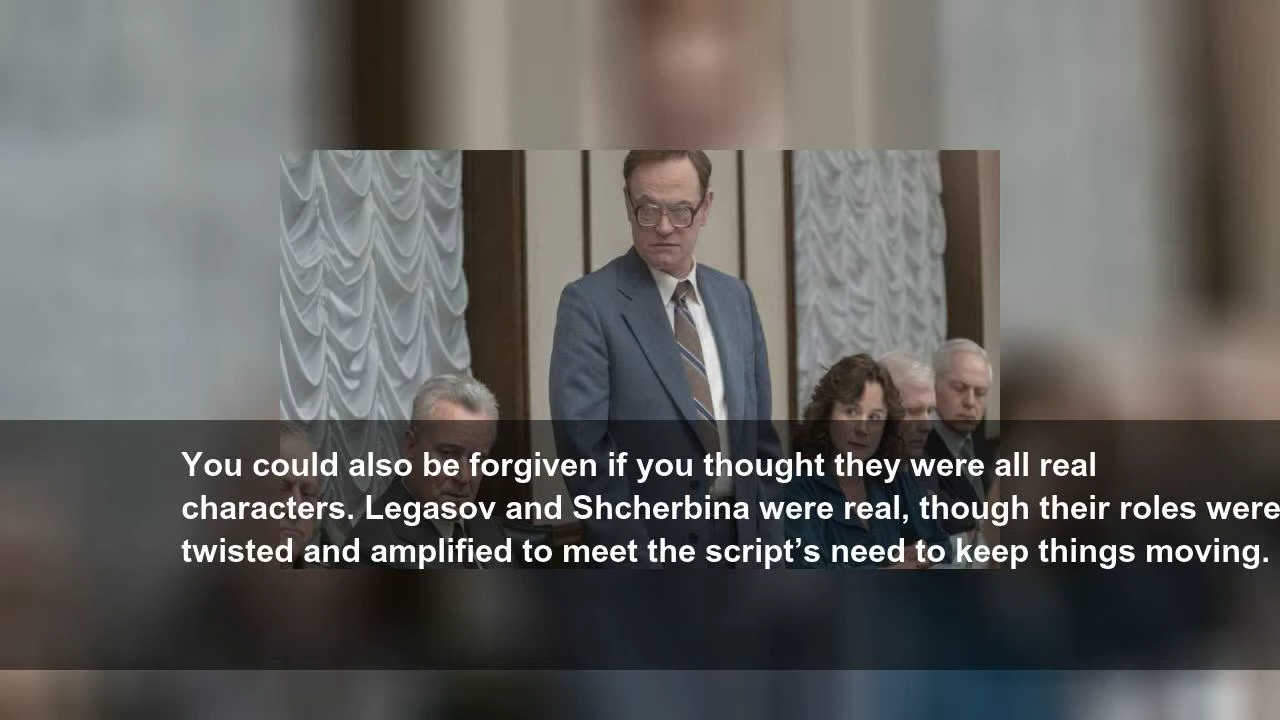 You could also be forgiven if you thought they were all real
characters. Legasov and Shcherbina were real, though their roles were
twisted and amplified to meet the script’s need to keep things moving.